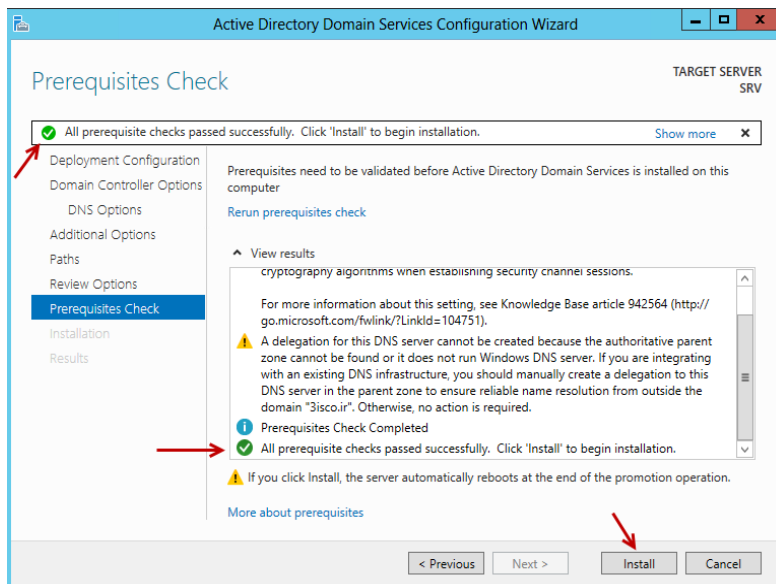 Active Directory Domain Services Configuration Wizard
Prerequisites Check
TARGET SERVER
SRV
All prerequisite checks passed successfully. Click 'Install' to begin installation.
Show more
Deployment Configuration
Domain Controller Options
DNS Options
Additional Options
Paths
Review Options
Prerequisites Check
Installation
Results
Prerequisites need to be validated before Active Directory Domain Services is installed on this
computer
Rerun prerequisites check
View results
cryptography algorithms when establishing security channel sessions.
For more information about this setting, see Knowledge Base article 942564 (http://
go.microsoft.com/fwlink/?LinkId=104751).
A delegation for this DNS server cannot be created because the authoritative parent
zone cannot be found or it does not run Windows DNS server. If you are integrating
with an existing DNS infrastructure, you should manually create a delegation to this
DNS server in the parent zone to ensure reliable name resolution from outside the
domain "3isco.ir". Otherwise, no action is required.
Prerequisites Check Completed
All prerequisite checks passed successfully. Click 'Install' to begin installation.
If you click Install, the server automatically reboots at the end of the promotion operation.
More about prerequisites
< Previous
Next >
Install
Cancel